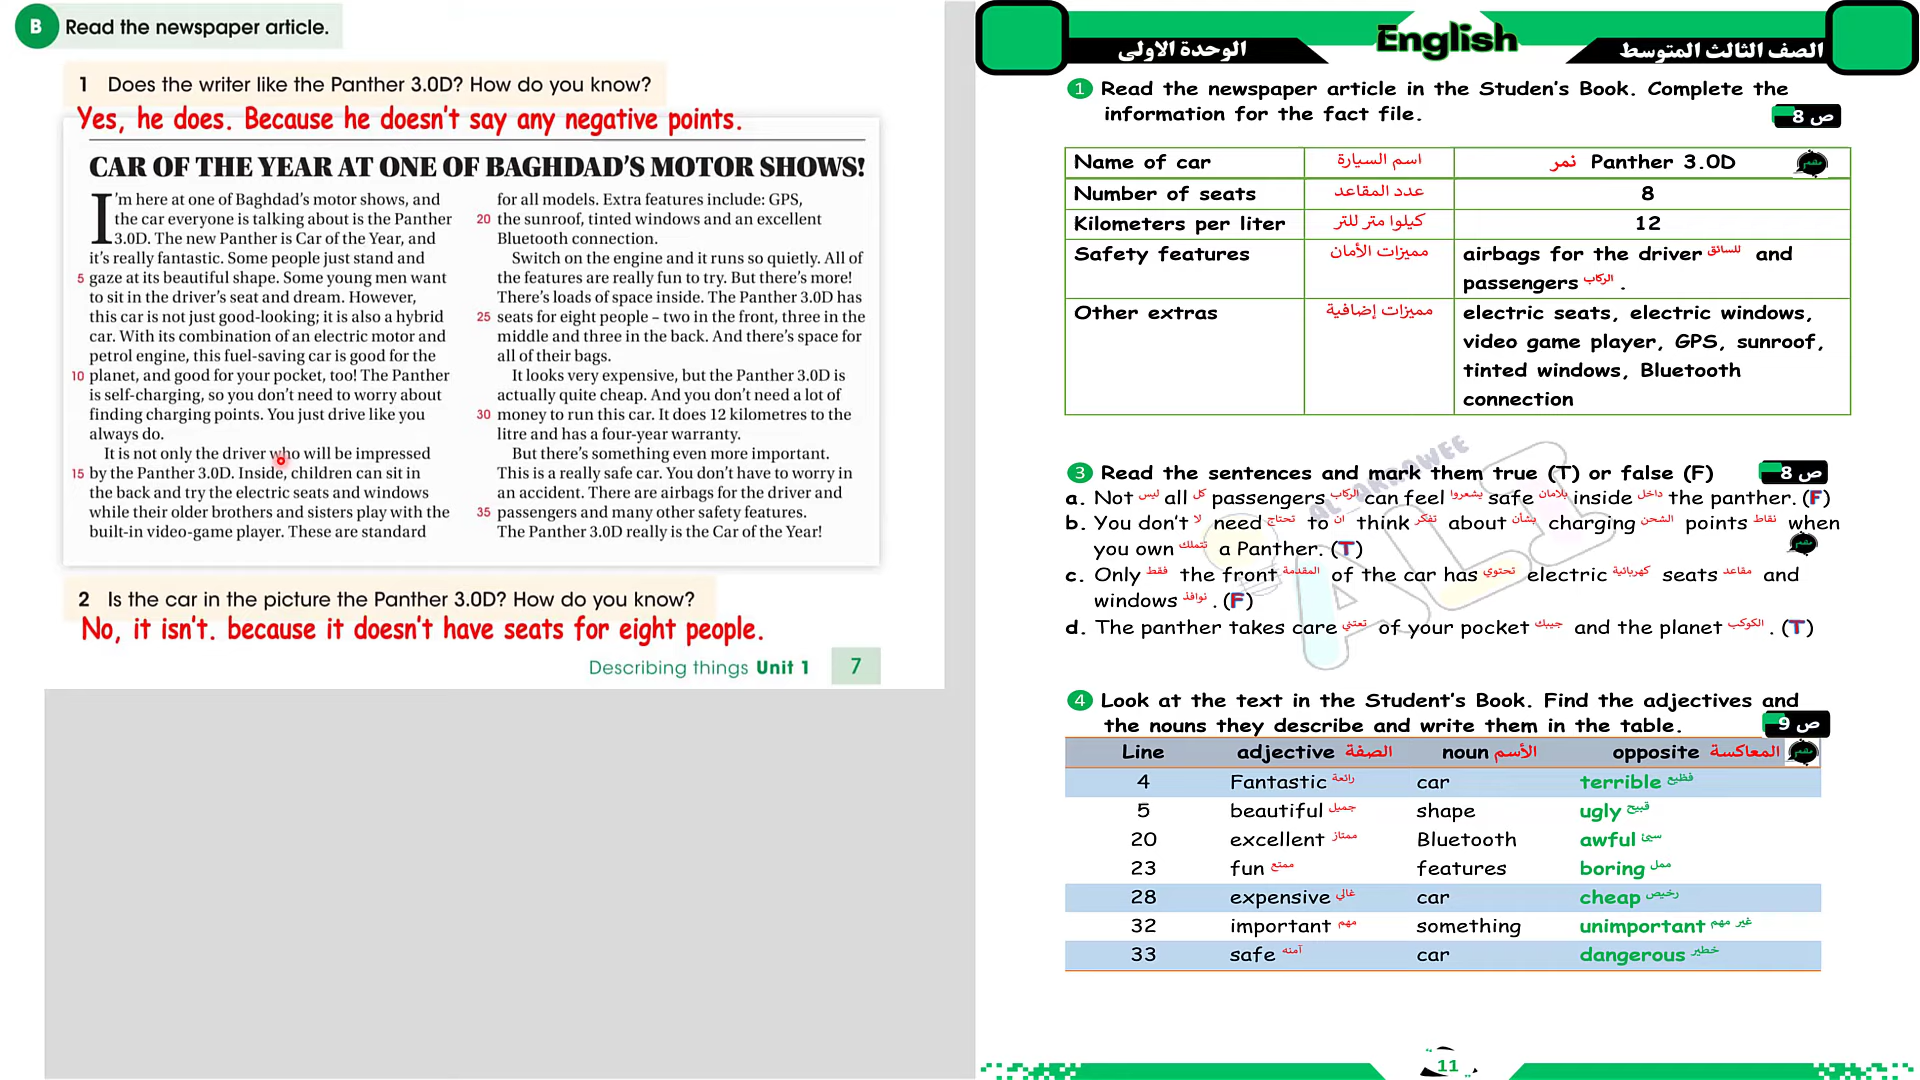 B Read the newspaper article.
1 Does the writer like the Panther 3.0D? How do you know?
Yes, he does. Because he doesn't say any negative points.
CAR OF THE YEAR AT ONE OF BAGHDAD'S MOTOR SHOWS!
I'm here at one of Baghdad's motor shows, and
the car everyone is talking about is the Panther
3.0D. The new Panther is Car of the Year, and
it's really fantastic. Some people just stand and
5 gaze at its beautiful shape. Some young men want
to sit in the driver's seat and dream. However,
this car is not just good-looking; it is also a hybrid
car. With its combination of an electric motor and
petrol engine, this fuel-saving car is good for the
10 planet, and good for your pocket, too! The Panther
is self-charging, so you don't need to worry about
finding charging points. You just drive like you
always do.
It is not only the driver who will be impressed
15 by the Panther 3.0D. Inside, children can sit in
the back and try the electric seats and windows
while their older brothers and sisters play with the
built-in video-game player. These are standard
for all models. Extra features include: GPS,
20 the sunroof, tinted windows and an excellent
Bluetooth connection.
Switch on the engine and it runs so quietly. All of
the features are really fun to try. But there's more!
There's loads of space inside. The Panther 3.0D has
25 seats for eight people – two in the front, three in the
middle and three in the back. And there's space for
all of their bags.
It looks very expensive, but the Panther 3.0D is
actually quite cheap. And you don't need a lot of
30 money to run this car. It does 12 kilometres to the
litre and has a four-year warranty.
But there's something even more important.
This is a really safe car. You don't have to worry in
an accident. There are airbags for the driver and
35 passengers and many other safety features.
The Panther 3.0D really is the Car of the Year!
2 Is the car in the picture the Panther 3.0D? How do you know?
No, it isn't. because it doesn't have seats for eight people.
Describing things Unit 1 7
الوحدة الاولى English الصف الثالث المتوسط
1 Read the newspaper article in the Studen's Book. Complete the
information for the fact file. ص 8
Name of car اسم السيارة نمر Panther 3.0D
Number of seats عدد المقاعد 8
Kilometers per liter كيلوا متر للتر 12
Safety features مميزات الأمان airbags for the driver للسائق and
passengers الركاب .
Other extras مميزات إضافية electric seats, electric windows,
video game player, GPS, sunroof,
tinted windows, Bluetooth
connection
3 Read the sentences and mark them true (T) or false (F) ص 8
a. Not ليس all كل passengers الركاب can feel يشعروا safe بلامان inside داخل the panther. (F)
b. You don't لا need تحتاج to ان think تفكر about بشأن charging الشحن points نقاط when
you own تتملك a Panther. (T)
c. Only فقط the front المقدمة of the car has تحتوي electric كهربائية seats مقاعد and
windows نوافذ . (F)
d. The panther takes care تعتني of your pocket جيبك and the planet الكوكب . (T)
ALI
4 Look at the text in the Student's Book. Find the adjectives and
the nouns they describe and write them in the table. ص 9
Line adjective الصفة noun الأسم opposite المعاكسة
4 Fantastic رائعة car terrible فظيع
5 beautiful جميل shape ugly قبيح
20 excellent ممتاز Bluetooth awful سيئ
23 fun ممتع features boring ممل
28 expensive غالي car cheap رخيص
32 important مهم something unimportant غير مهم
33 safe آمنه car dangerous خطير
11